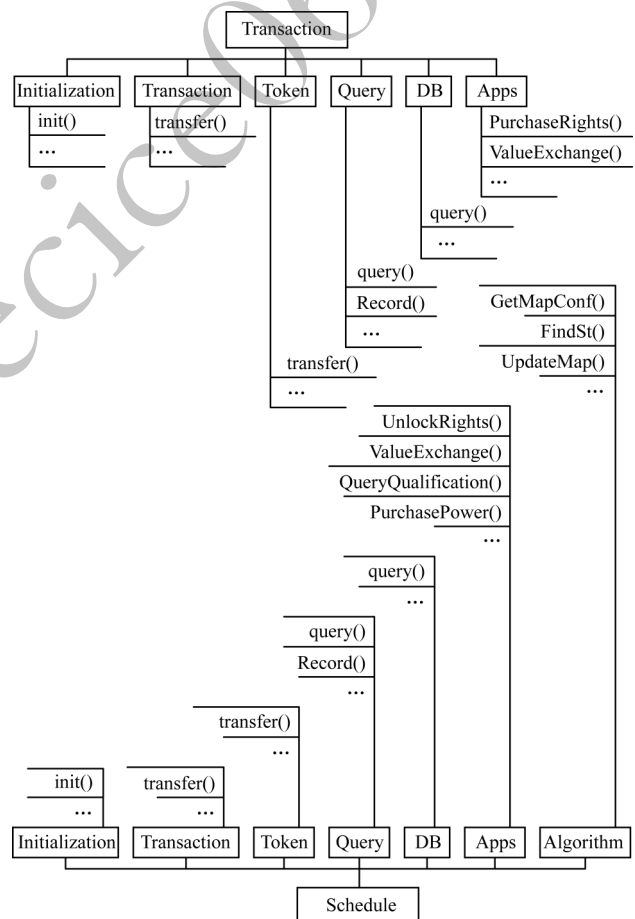 Transaction
Initialization Transaction Token Query DB Apps
init() transfer() PurchaseRights()
... ... ValueExchange()
...
query()
...
query()
Record()
...
GetMapConf()
FindSt()
UpdateMap()
...
transfer()
...
UnlockRights()
ValueExchange()
QueryQualification()
PurchasePower()
...
query()
...
query()
Record()
...
transfer()
...
init() transfer()
... ...
Initialization Transaction Token Query DB Apps Algorithm
Schedule